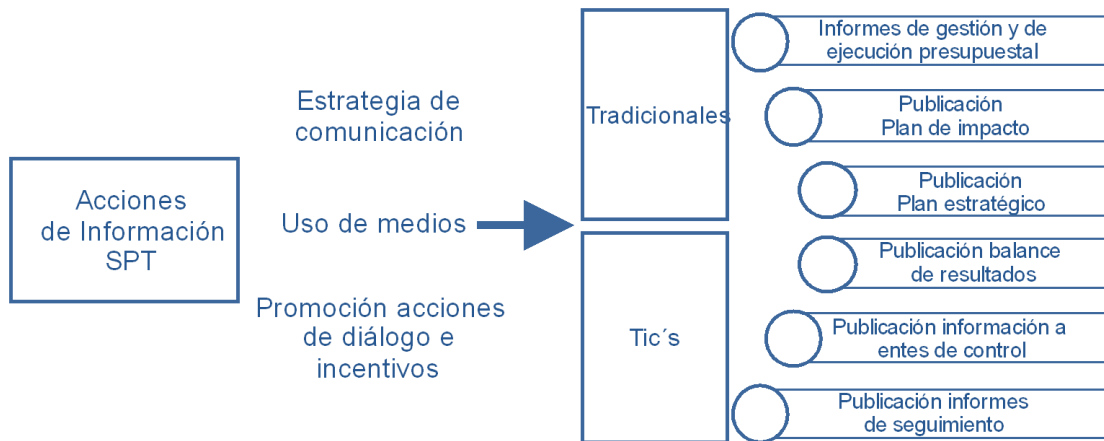 Acciones
de Información
SPT
Estrategia de
comunicación
Uso de medios
Promoción acciones
de diálogo e
incentivos
Tradicionales
Tic´s
Informes de gestión y de
ejecución presupuestal
Publicación
Plan de impacto
Publicación
Plan estratégico
Publicación balance
de resultados
Publicación información a
entes de control
Publicación informes
de seguimiento